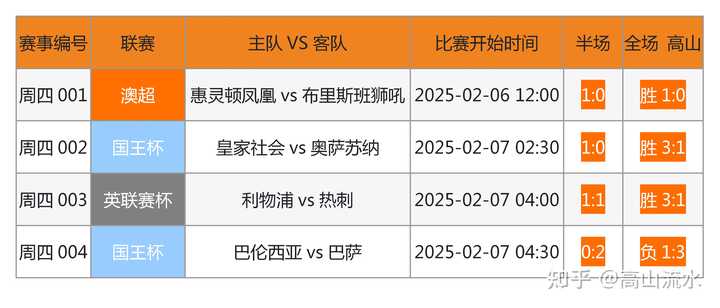 赛事编号 联赛 主队 VS 客队 比赛开始时间 半场 全场 高山
周四 001 澳超 惠灵顿凤凰 vs 布里斯班狮吼 2025-02-06 12:00 1:0 胜 1:0
周四 002 国王杯 皇家社会 vs 奥萨苏纳 2025-02-07 02:30 1:0 胜 3:1
周四 003 英联赛杯 利物浦 vs 热刺 2025-02-07 04:00 1:1 胜 3:1
周四 004 国王杯 巴伦西亚 vs 巴萨 2025-02-07 04:30 0:2 负 1:3
知乎 @高山流水